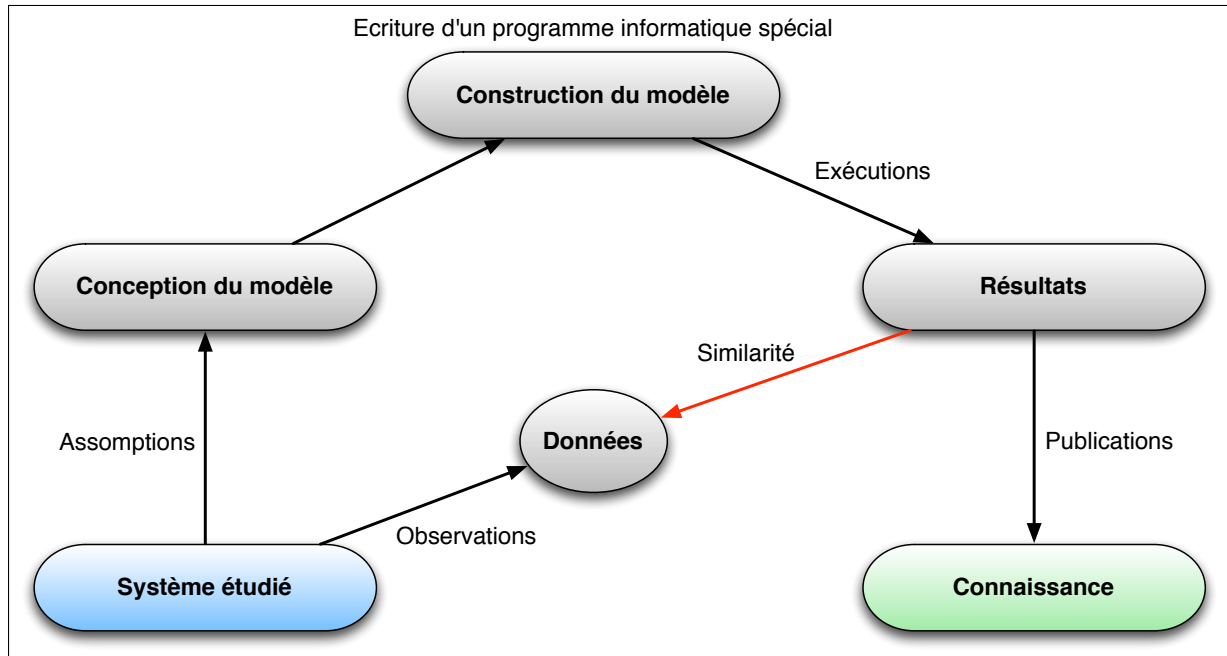 Ecriture d'un programme informatique spécial
Construction du modèle
Exécutions
Conception du modèle
Résultats
Similarité
Assomptions
Données
Publications
Observations
Système étudié
Connaissance